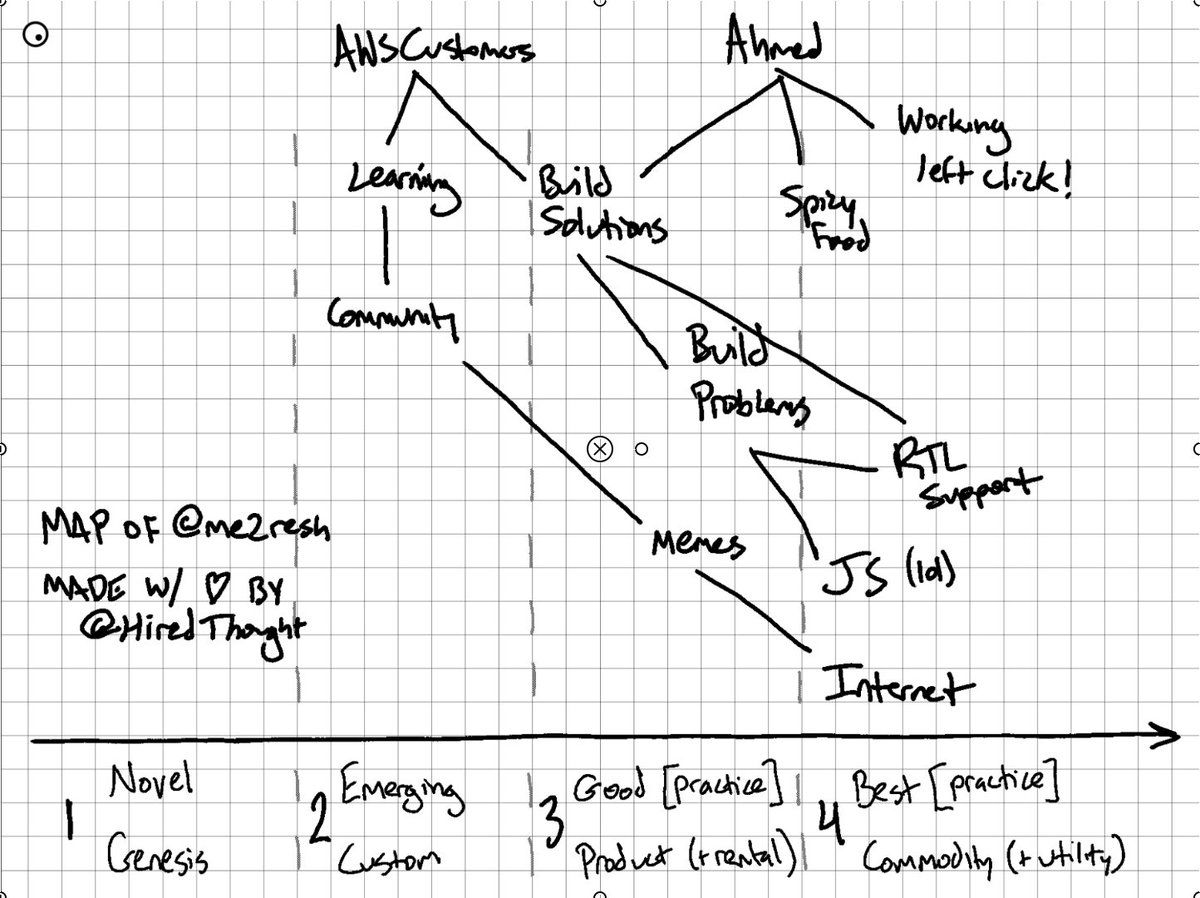 AWS Customers
Ahmed
Working
left click!
Learning
Build
Solutions
Spicy
Food
Community
Build
Problems
RTL
Support
MAP OF @me2resh
Memes
JS (lol)
MADE W/ ♡ BY
@HiredThought
Internet
1
Novel
Genesis
2
Emerging
Custom
3
Good [practice]
Product (+rental)
4
Best [practice]
Commodity (+utility)